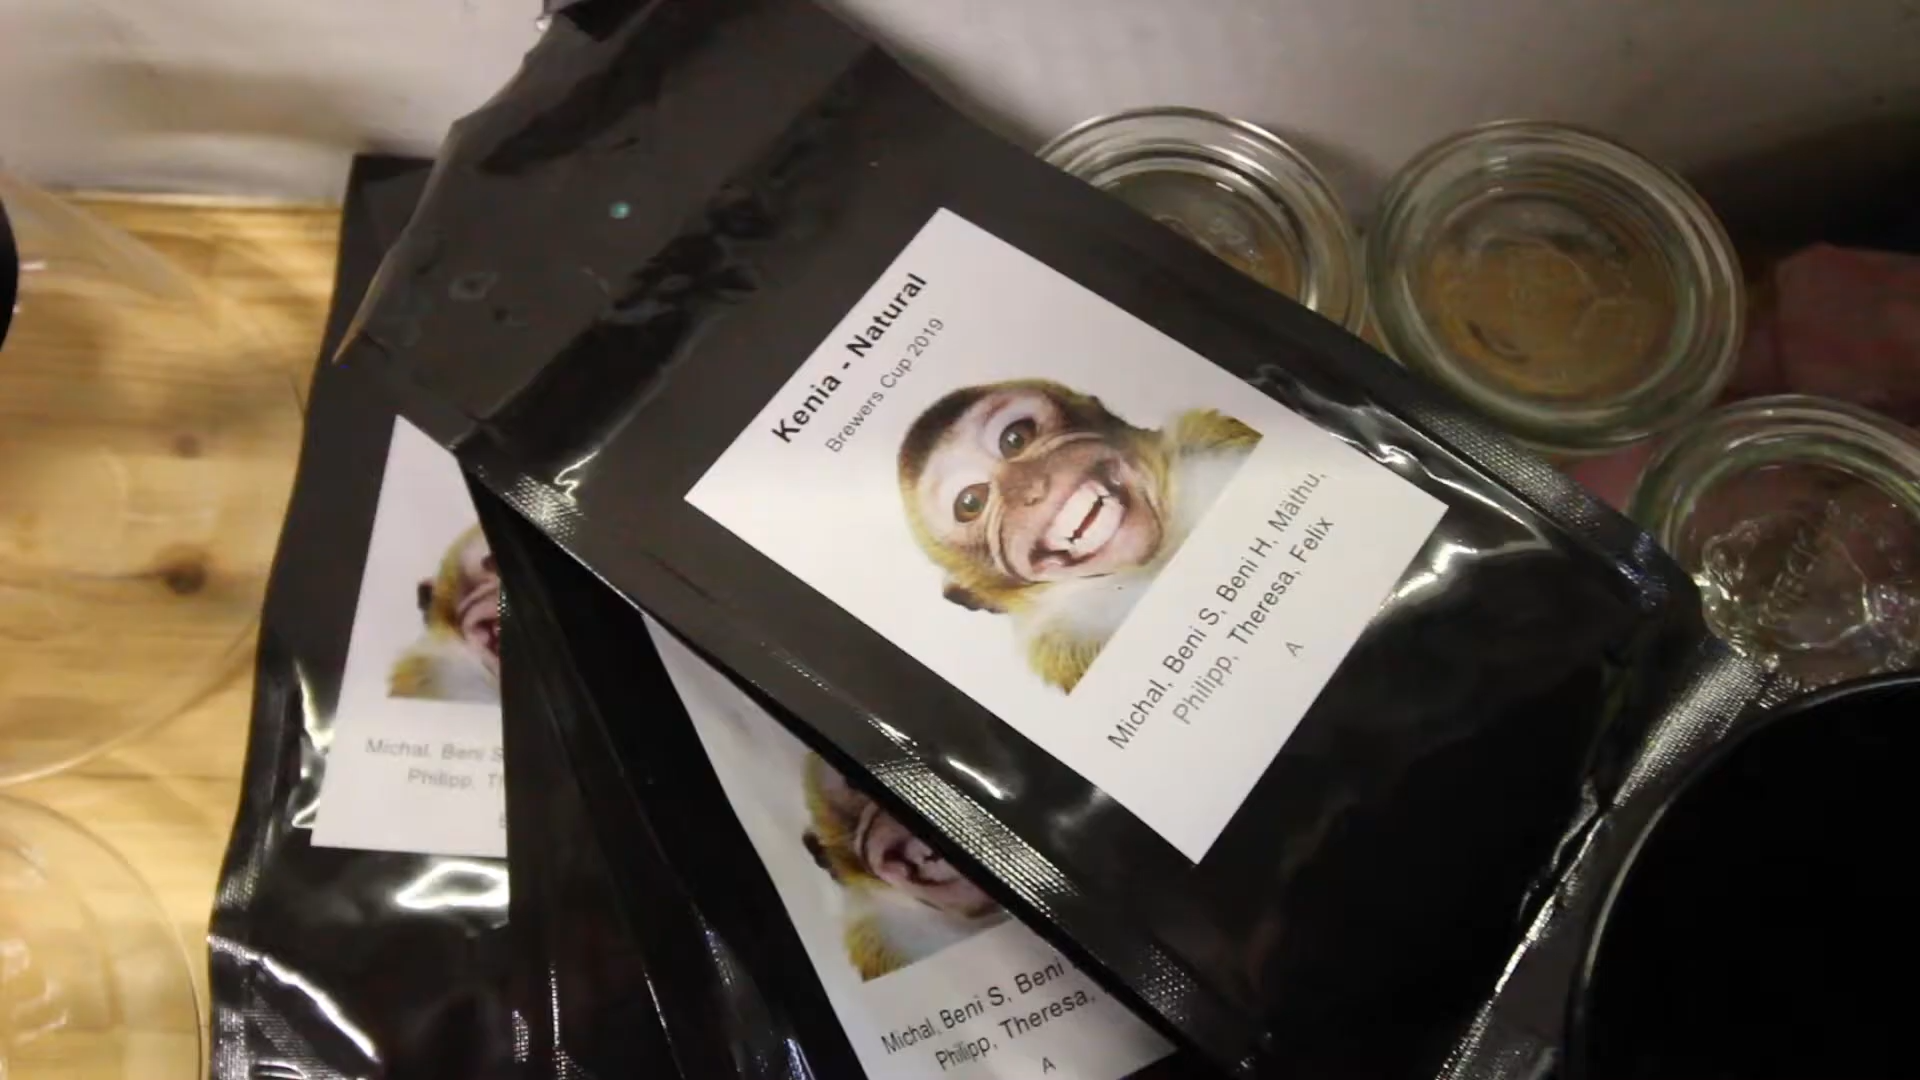 Kenia - Natural
Brewers Cup 2019
Michal, Beni S, Beni H, Mäthu,
Philipp, Theresa, Felix
A
Michal, Beni S
Philipp,
Michal, Beni S, Beni
Philipp, Theresa,
A
WECK